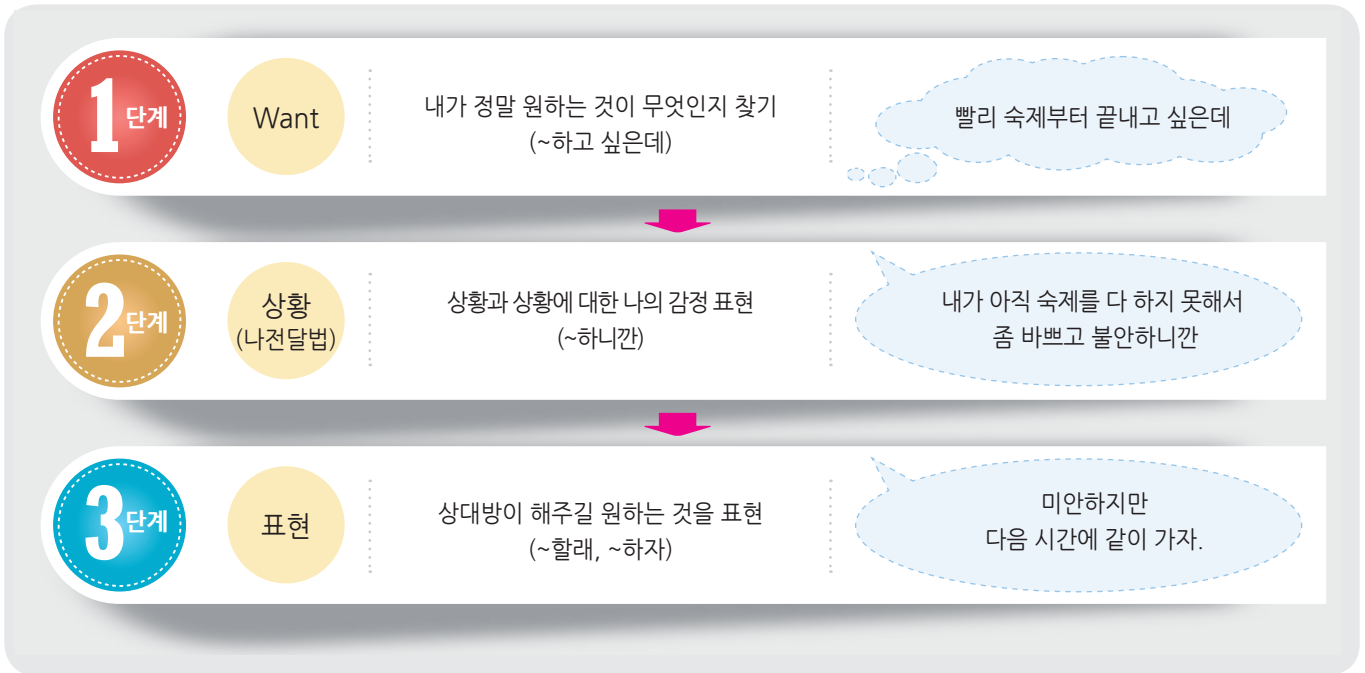 1단계
Want
내가 정말 원하는 것이 무엇인지 찾기
(~하고 싶은데)
빨리 숙제부터 끝내고 싶은데
2단계
상황
(나전달법)
상황과 상황에 대한 나의 감정 표현
(~하니깐)
내가 아직 숙제를 다 하지 못해서
좀 바쁘고 불안하니깐
3단계
표현
상대방이 해주길 원하는 것을 표현
(~할래, ~하자)
미안하지만
다음 시간에 같이 가자.